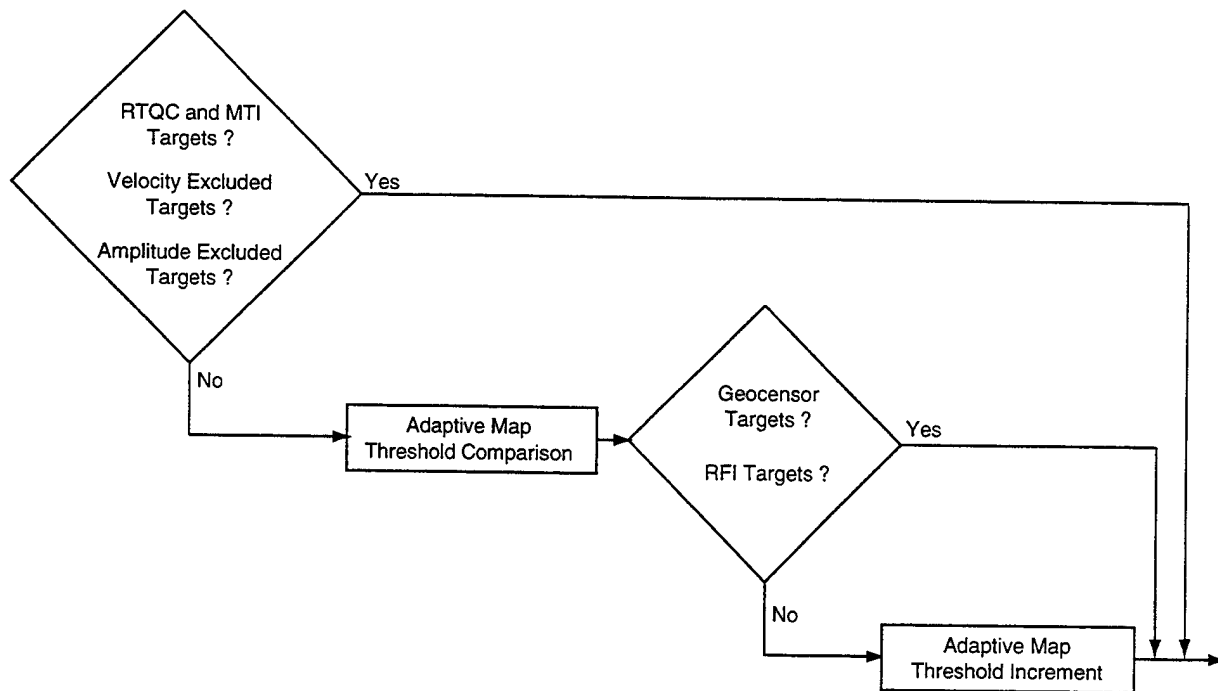 RTQC and MTI
Targets ?
Velocity Excluded
Targets ?
Amplitude Excluded
Targets ?
Yes
No
Adaptive Map
Threshold Comparison
Geocensor
Targets ?
RFI Targets ?
Yes
No
Adaptive Map
Threshold Increment